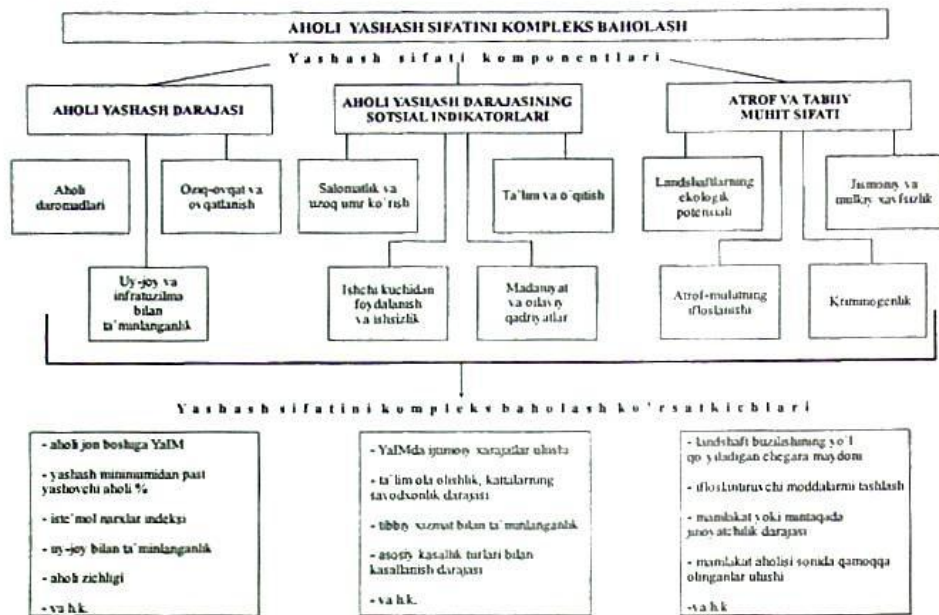 AHOLI YASHASH SIFATINI KOMPLEKS BAHOLASH
Yashash sifati komponentlari
AHOLI YASHASH DARAJASI
AHOLI YASHASH DARAJASINING
SOTSIAL INDIKATORLARI
ATROF VA TABIIY
MUHIT SIFATI
Aholi
daromadlari
Oziq-ovqat va
ovqatlanish
Salomatlik va
uzoq umr ko`rish
Ta`lim va o`qitish
Landshaftlarning
ekologik
potensiali
Jismoniy va
mulkiy xavfsizlik
Uy-joy va
infratuzilma
bilan
ta`minlanganlik
Ishchi kuchidan
foydalanish
va ishsizlik
Madaniyat
va oilaviy
qadriyatlar
Atrof-muhitning
ifloslanishi
Kriminogenlik
Yashash sifatini kompleks baholash ko'rsatkichlari
- aholi jon boshiga YaIM
- yashash minimumidan past
yashovchi aholi %
- iste`mol narxlar indeksi
- uy-joy bilan ta`minlanganlik
- aholi zichligi
- va h.k.
- YaIMda ijtimoiy xarajatlar ulushi
- ta`lim ola olishlik, kattalarning
savodxonlik darajasi
- tibbiy xizmat bilan ta`minlanganlik
- asosiy kasallik turlari bilan
kasallanish darajasi
- va h.k.
- landshaft buzilishining yo`l
qo`yiladigan chegara maydoni
- ifloslantiruvchi moddalarni tashlash
- mamlakat yoki mintaqada
jinoyatchilik darajasi
- mamlakat aholisi sonida qamoqqa
olinganlar ulushi
-va h.k